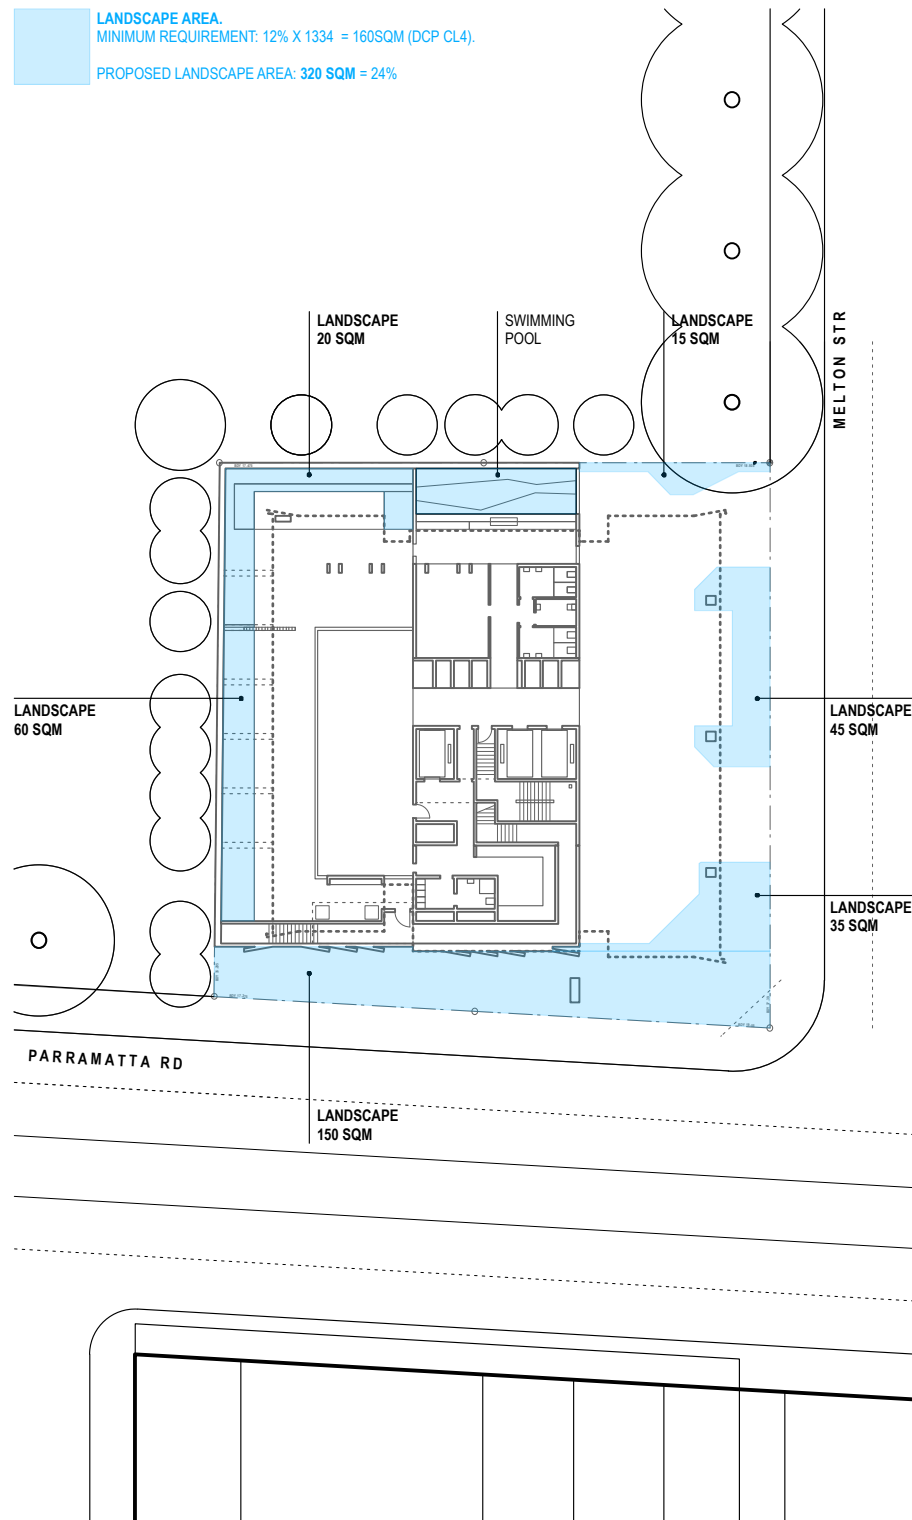 LANDSCAPE AREA.
MINIMUM REQUIREMENT: 12% X 1334 = 160SQM (DCP CL4).
PROPOSED LANDSCAPE AREA: 320 SQM = 24%
LANDSCAPE
20 SQM
SWIMMING
POOL
LANDSCAPE
15 SQM
MELTON STR
LANDSCAPE
60 SQM
LANDSCAPE
45 SQM
LANDSCAPE
35 SQM
PARRAMATTA RD
LANDSCAPE
150 SQM